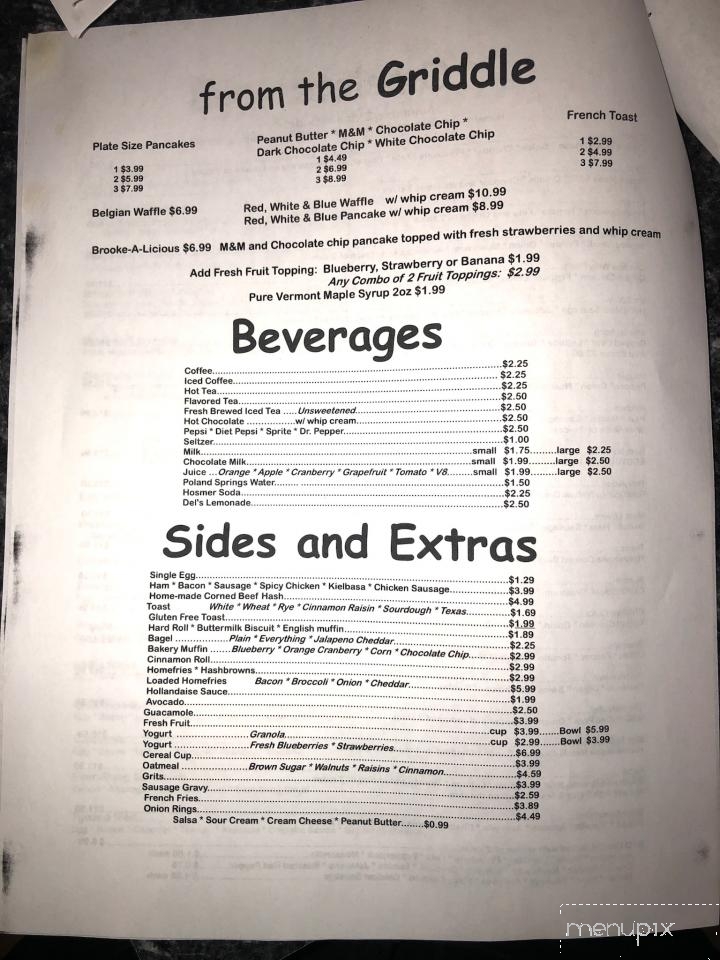 from the Griddle
Plate Size Pancakes
1 $3.99
2 $5.99
3 $7.99
Peanut Butter * M&M * Chocolate Chip *
Dark Chocolate Chip * White Chocolate Chip
1 $4.49
2 $6.99
3 $8.99
French Toast
1 $2.99
2 $4.99
3 $7.99
Belgian Waffle $6.99
Red, White & Blue Waffle w/ whip cream $10.99
Red, White & Blue Pancake w/ whip cream $8.99
Brooke-A-Licious $6.99 M&M and Chocolate chip pancake topped with fresh strawberries and whip cream
Add Fresh Fruit Topping: Blueberry, Strawberry or Banana $1.99
Any Combo of 2 Fruit Toppings: $2.99
Pure Vermont Maple Syrup 2oz $1.99
Beverages
Coffee...$2.25
Iced Coffee...$2.25
Hot Tea...$2.25
Flavored Tea...$2.50
Fresh Brewed Iced Tea .....Unsweetened...$2.50
Hot Chocolate ...w/ whip cream...$2.50
Pepsi * Diet Pepsi * Sprite * Dr. Pepper...$2.50
Seltzer...$1.00
Milk...small $1.75...large $2.25
Chocolate Milk...small $1.99...large $2.50
Juice ...Orange * Apple * Cranberry * Grapefruit * Tomato * V8...small $1.99...large $2.50
Poland Springs Water...$1.50
Hosmer Soda...$2.25
Del's Lemonade...$2.50
Sides and Extras
Single Egg...$1.29
Ham * Bacon * Sausage * Spicy Chicken * Kielbasa * Chicken Sausage...$3.99
Home-made Corned Beef Hash...$4.99
Toast White * Wheat * Rye * Cinnamon Raisin * Sourdough * Texas...$1.69
Gluten Free Toast...$1.99
Hard Roll * Buttermilk Biscuit * English muffin...$1.89
Bagel ...Plain * Everything * Jalapeno Cheddar...$2.25
Bakery Muffin ...Blueberry * Orange Cranberry * Corn * Chocolate Chip...$2.99
Cinnamon Roll...$2.99
Homefries * Hashbrowns...$2.99
Loaded Homefries Bacon * Broccoli * Onion * Cheddar...$5.99
Hollandaise Sauce...$1.99
Avocado...$2.50
Guacamole...$3.99
Fresh Fruit...cup $3.99...Bowl $5.99
Yogurt ...Granola...cup $2.99...Bowl $3.99
Yogurt ...Fresh Blueberries * Strawberries...$6.99
Cereal Cup...$3.99
Oatmeal ...Brown Sugar * Walnuts * Raisins * Cinnamon...$4.59
Grits...$3.99
Sausage Gravy...$2.59
French Fries...$3.89
Onion Rings...$4.49
Salsa * Sour Cream * Cream Cheese * Peanut Butter...$0.99
menupix